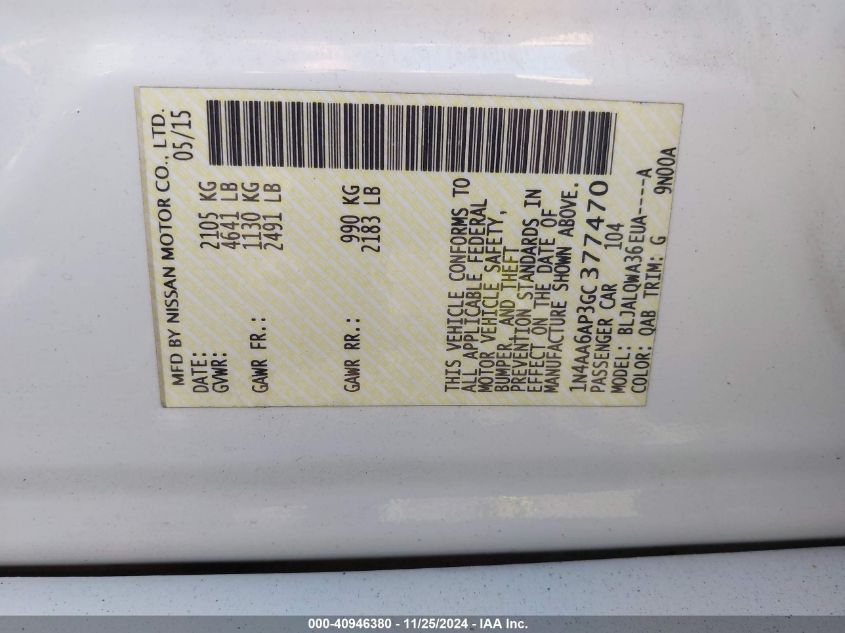 MFD BY NISSAN MOTOR CO., LTD.
DATE: 05/15
GVWR: 2105 KG
4641 LB
GAWR FR.: 1130 KG
2491 LB
GAWR RR.: 990 KG
2183 LB
THIS VEHICLE CONFORMS TO
ALL APPLICABLE FEDERAL
MOTOR VEHICLE SAFETY,
BUMPER, AND THEFT
PREVENTION STANDARDS IN
EFFECT ON THE DATE OF
MANUFACTURE SHOWN ABOVE.
1N4AA6AP3GC377470
PASSENGER CAR 104
MODEL: BLJALQWA36EUA----A
COLOR: QAB TRIM: G 9N00A
000-40946380 - 11/25/2024 - IAA Inc.